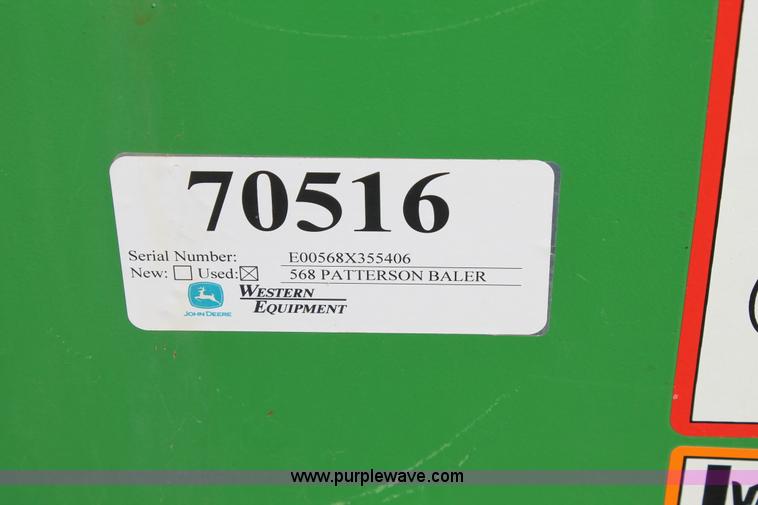 70516
Serial Number: E00568X355406
New: Used: 568 PATTERSON BALER
JOHN DEERE
WESTERN
EQUIPMENT
www.purplewave.com